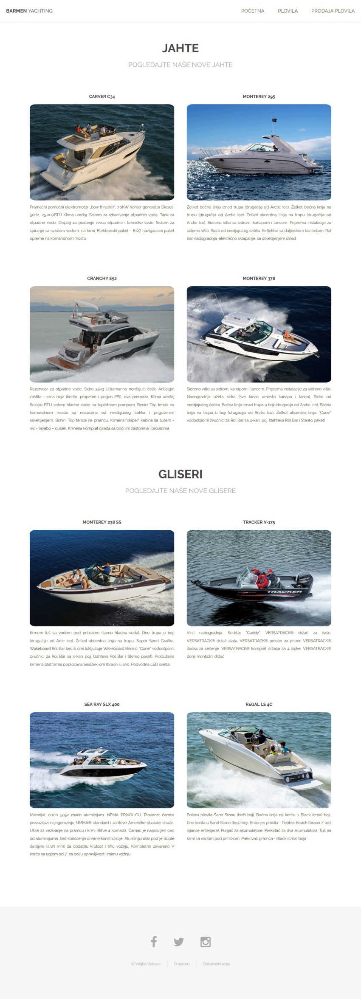 BARMEN YACHTING
POČETNA
PLOVILA
PRODAJA PLOVILA
JAHTE
POGLEDAJTE NAŠE NOVE JAHTE
CARVER C34
Pramačni pomoćni elektromotor „bow thruster", 7.0KW Kohler generator Diesel-
50Hz, 25.000BTU Klima uređaj, Sistem za izbacivanje otpadnih voda, Tank za
otpadne vode, Displej za praćenje nivoa otpadne i tehničke vode, Sistem za
spiranje sa svežom vodom, na krmi, Elektronski paket - E127 navigacioni paket
opreme na komandnom mostu
MONTEREY 295
Želkot bočna linija iznad trupa (drugacija od Arctic Ice), Želkot bočna linija na
trupu (drugačija od Arctic Ice), Želkot akcentna linija na trupu (drugačija od
Arctic Ice), Sidreno vitlo sa sidrom, kanapom i lancem, Priprema instalacije za
sidreno vitlo, Sidro od nerdjajućeg čelika, Reflektor sa daljinskom kontrolom, Rol
Bar nadogradnja, električno sklapanje, sa osvetljenjem iznad
CRANCHY E52
Rezervoar za otpadne vode, Sidro 35kg Ultramarine nerđajući čelik, Antialgin
zaštita - crna boja (korito, propeleri i pogon IPS), dva premaza, Klima uređaj
60.000 BTU sistem hladne vode, sa toplotnom pompom, Bimini Top tenda na
komandnom mostu sa nosačima od nerđajućeg čelika i prigušenim
osvetljenjem, Bimini Top tenda na pramcu, Krmena "skiper" kabina sa tušem -
wc - lavabo – dušek, Krmena komplet cirada sa bočnim zastorima i prolazima
MONTEREY 378
Sidreno vitlo sa sidrom, kanapom i lancem, Priprema instalacije za sidreno vitlo,
Nadogradnja užeta sidra (sve lanac umesto kanapa i lanca), Sidro od
nerdjajućeg čelika, Bočna linija iznad trupa u boji (drugacija od Arctic Ice), Bočna
linija na trupu u boji (drugacija od Arctic Ice), Želkot akcentna linija, "Cone"
vodootporni zvučnici za Rol Bar sa 4-kan. poj. (zahteva Rol Bar i Stereo paket)
GLISERI
POGLEDAJTE NAŠE NOVE GLISERE
MONTEREY 238 SS
Krmeni tuš sa vodom pod pritiskom (samo hladna voda), Dno trupa u boji
(drugačije od Artic Ice), Želkot akcentna linija na trupu, Super Sport Grafika,
Wakeboard Rol Bar beli ili crni (uključuje Wakeboard Bimini), "Cone" vodootporni
zvučnici za Rol Bar sa 4-kan. poj. (zahteva Rol Bar i Stereo paket), Produžena
krmena platforma popločana SeaDek-om (braon ili sivi), Podvodna LED svetla
TRACKER V-175
TRACKER
Vinil nadogradnja, Sedište "Caddy", VERSATRACK® držač za čaše,
VERSATRACK® držač alata, VERSATRACK® prostor za pribor, VERSATRACK®
daska za sečenje, VERSATRACK® komplet držača za 4 šipke, VERSATRACK®
donji montažni držač
SEA RAY SLX 400
Materijal: 0.100 5052 marin aluminijum, NEMA PRIKOLICU, Plovnost čamca
prevazilazi najrigoroznije NMMA® standard i zahteve Američke obalske straže,
Uške za vezivanje na pramcu i krmi, Bitve 4 komada, Čamac je napravljen ceo
od aluminijuma, bez korišćenja drvene konstrukcije, Aluminijumski pod je duple
debljine (4,83 mm) za dodatnu krutost i tihu vožnju, Kompletno zavareno V
korito sa uglom od 7° za bolju upravljivost i mirnu vožnju
REGAL LS 4C
Bokovi plovila Sand Stone (bež) boji, Bočna linija na koritu u Black (crna) boji,
Dno korita u Sand Stone (bež) boji, Enterijer plovila - Pebble Beach (braon / bež
nijanse enterijera), Punjač za akumulatore, Prekidač za dva akumulatora, Tuš na
krmi sa vodom pod pritiskom, Prekrivač pramca - Black (crna) boja
© Veljko Vulović
O autoru
Dokumentacija